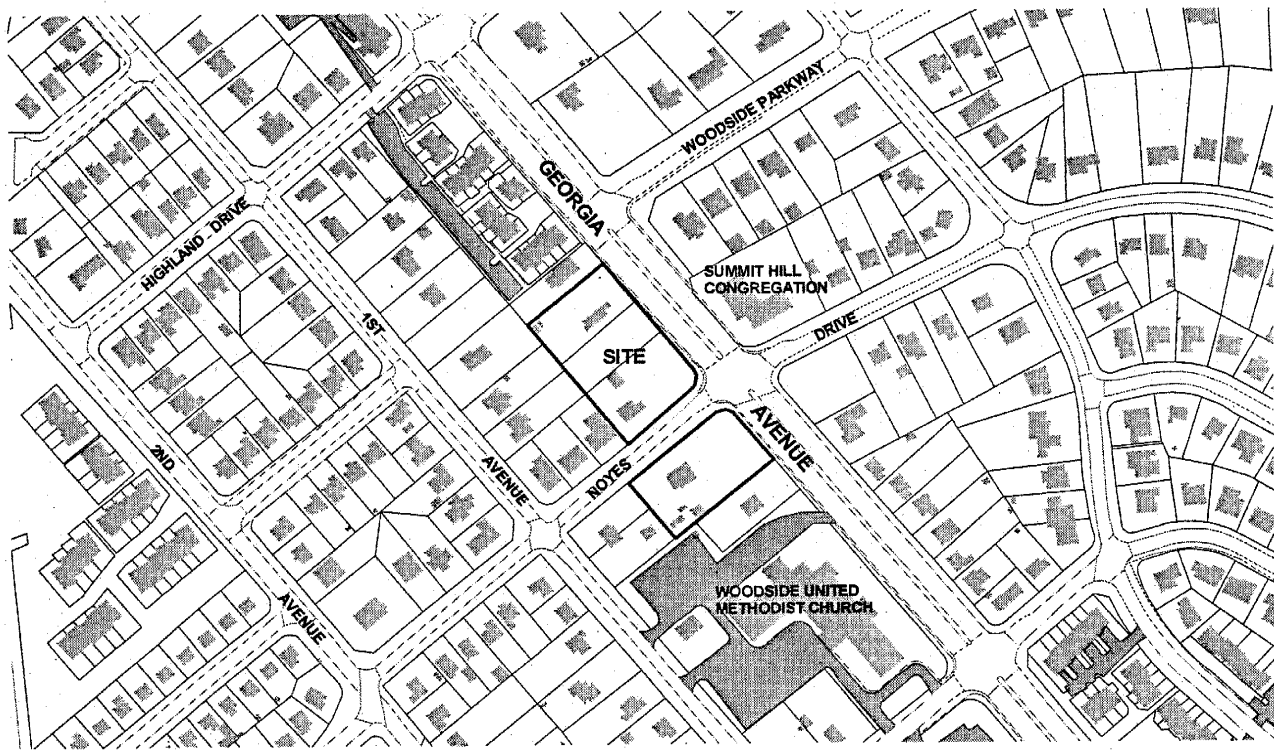 WOODSIDE PARKWAY
GEORGIA
HIGHLAND DRIVE
SUMMIT HILL
CONGREGATION
1ST
DRIVE
SITE
AVENUE
2ND
AVENUE
NOYES
WOODSIDE UNITED
METHODIST CHURCH
AVENUE